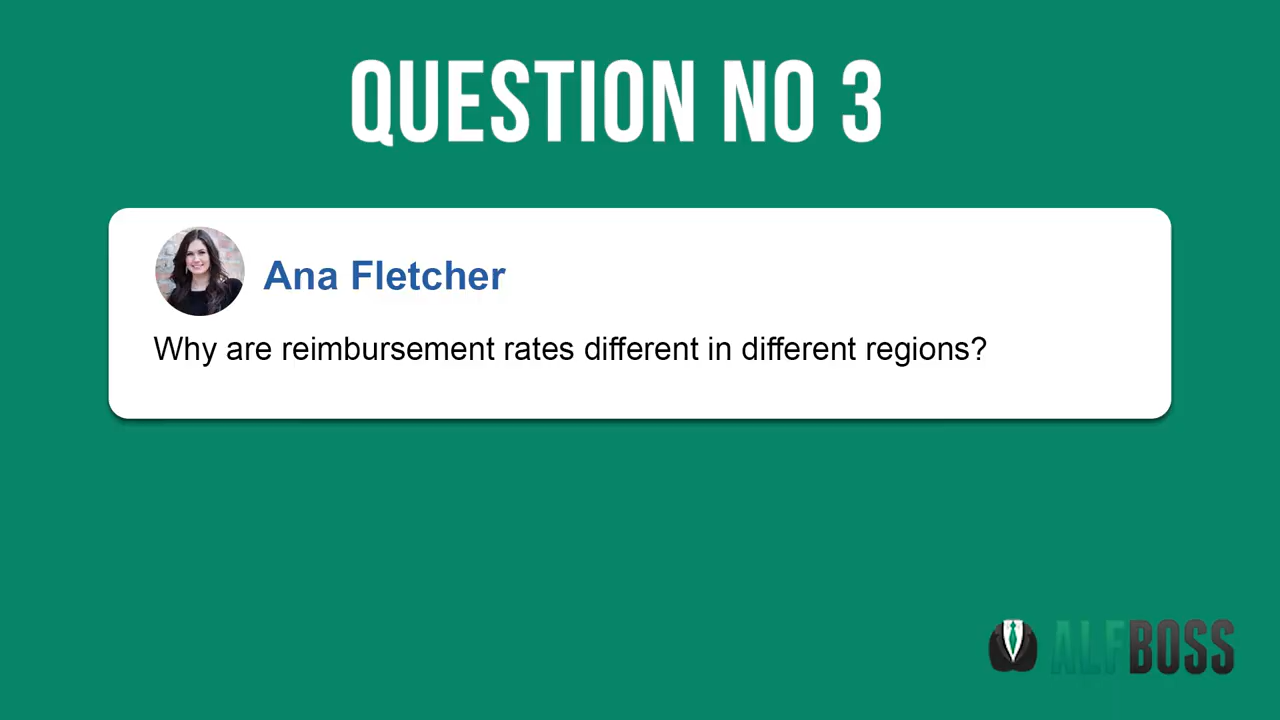 QUESTION NO 3
Ana Fletcher
Why are reimbursement rates different in different regions?
ALFBOSS